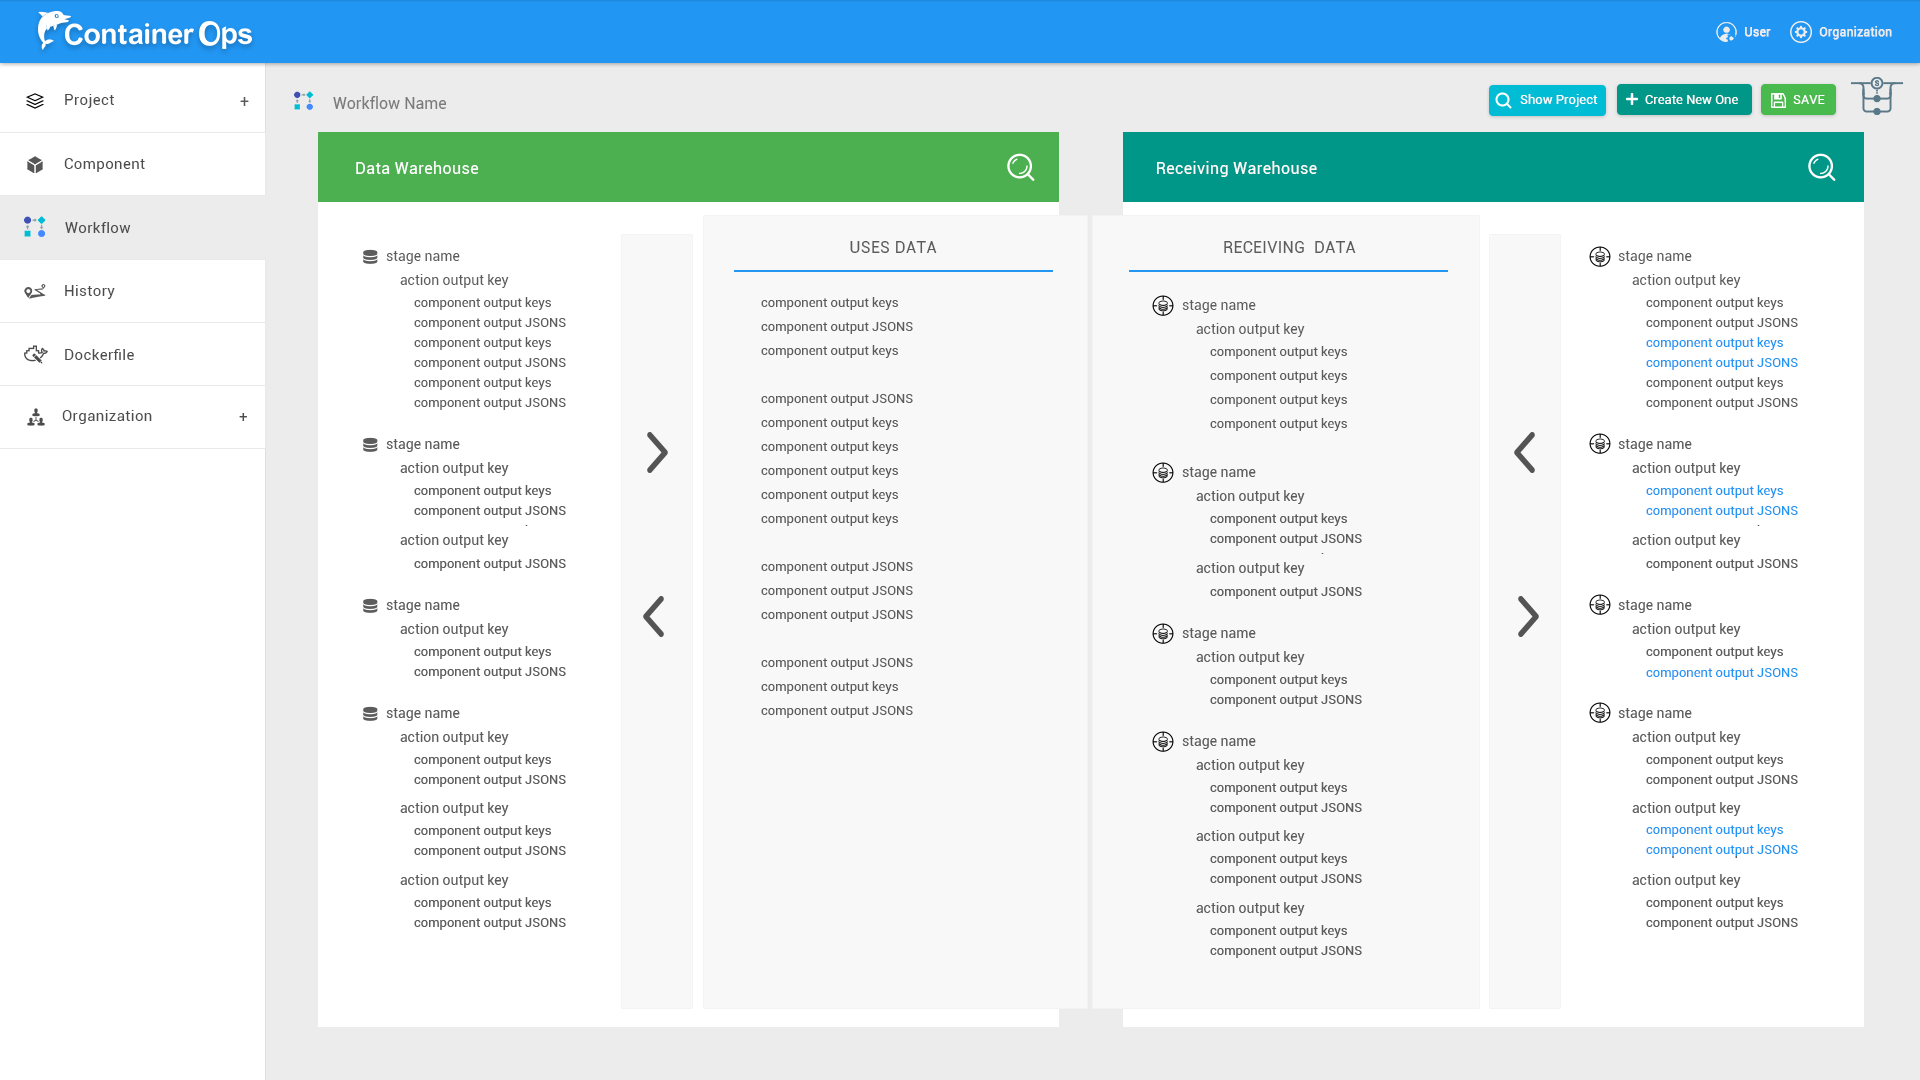 Container Ops
User
Organization
Project +
Component
Workflow
History
Dockerfile
Organization +
Workflow Name
Show Project
+ Create New One
SAVE
Data Warehouse
stage name
action output key
component output keys
component output JSONS
component output keys
component output JSONS
component output keys
component output JSONS
stage name
action output key
component output keys
component output JSONS
action output key
component output JSONS
stage name
action output key
component output keys
component output JSONS
stage name
action output key
component output keys
component output JSONS
action output key
component output keys
component output JSONS
action output key
component output keys
component output JSONS
USES DATA
component output keys
component output JSONS
component output keys
component output JSONS
component output keys
component output keys
component output keys
component output keys
component output keys
component output JSONS
component output JSONS
component output JSONS
component output JSONS
component output keys
component output JSONS
Receiving Warehouse
RECEIVING DATA
stage name
action output key
component output keys
component output keys
component output keys
component output keys
stage name
action output key
component output keys
component output JSONS
action output key
component output JSONS
stage name
action output key
component output keys
component output JSONS
stage name
action output key
component output keys
component output JSONS
action output key
component output keys
component output JSONS
action output key
component output keys
component output JSONS
stage name
action output key
component output keys
component output JSONS
component output keys
component output JSONS
component output keys
component output JSONS
stage name
action output key
component output keys
component output JSONS
action output key
component output JSONS
stage name
action output key
component output keys
component output JSONS
stage name
action output key
component output keys
component output JSONS
action output key
component output keys
component output JSONS
action output key
component output keys
component output JSONS